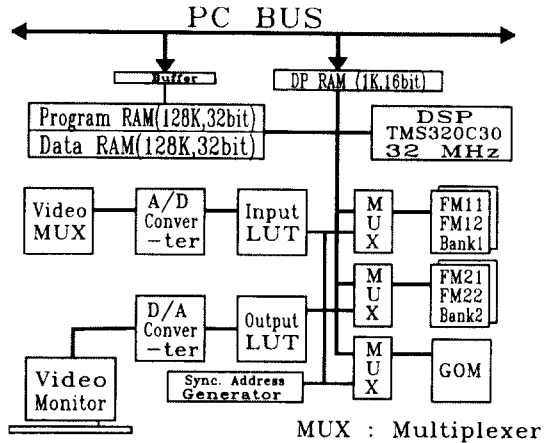 PC BUS
Buffer
DP RAM (1K,16bit)
Program RAM(128K,32bit)
Data RAM(128K,32bit)
DSP
TMS320C30
32 MHz
Video
MUX
A/D
Conver
-ter
Input
LUT
M
U
X
FM11
FM12
Bank1
M
U
X
FM21
FM22
Bank2
D/A
Conver
-ter
Output
LUT
M
U
X
GOM
Video
Monitor
Sync. Address
Generator
MUX : Multiplexer